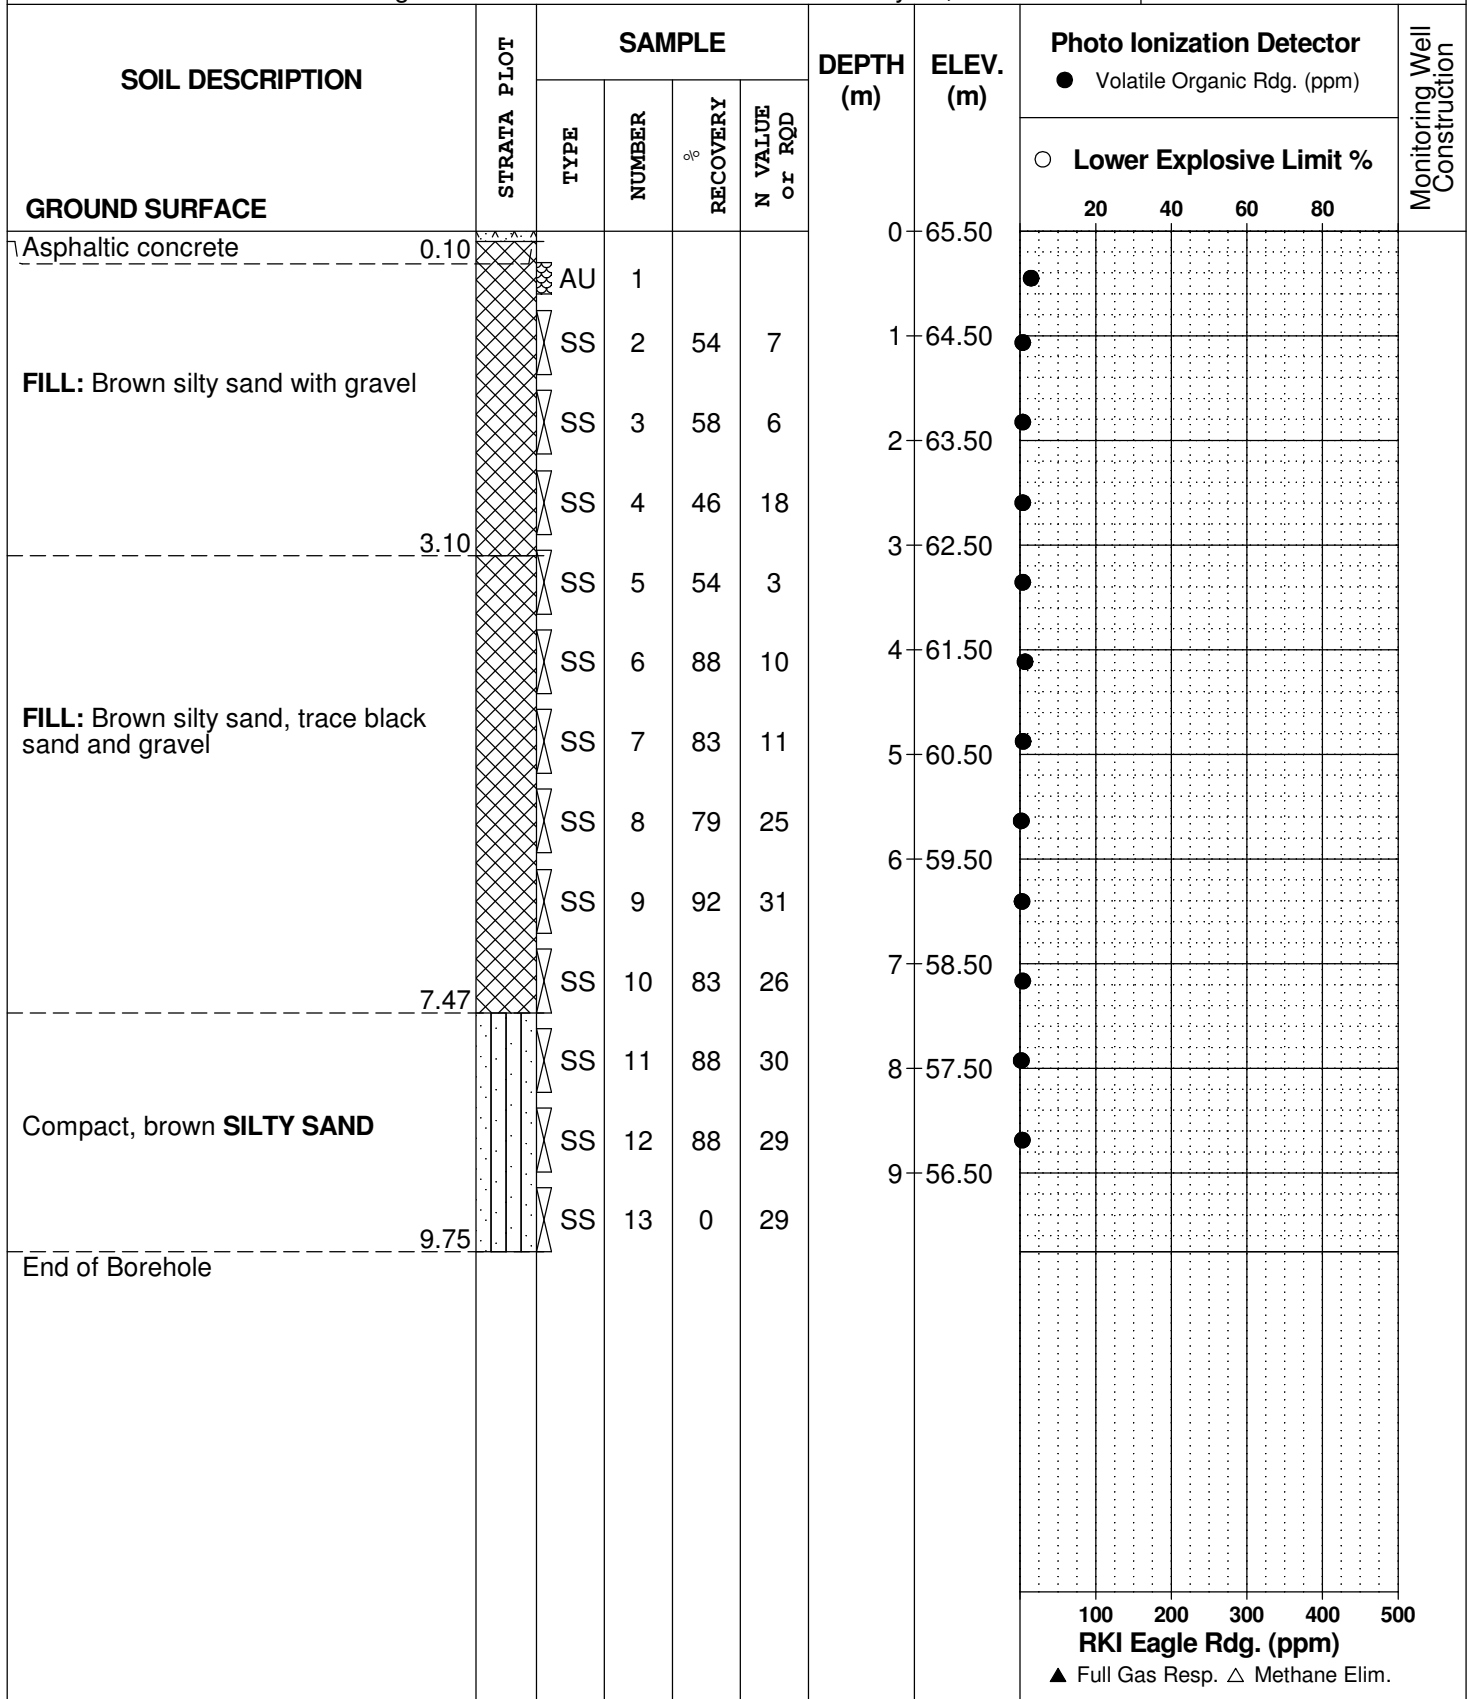 SOIL DESCRIPTION
GROUND SURFACE
STRATA PLOT
SAMPLE
TYPE
NUMBER
% RECOVERY
N VALUE or RQD
DEPTH (m)
ELEV. (m)
Photo Ionization Detector
● Volatile Organic Rdg. (ppm)
○ Lower Explosive Limit %
20 40 60 80
Monitoring Well
Construction
0 65.50
Asphaltic concrete 0.10
AU 1
SS 2 54 7
1 64.50
FILL: Brown silty sand with gravel
SS 3 58 6
2 63.50
SS 4 46 18
3.10
3 62.50
SS 5 54 3
4 61.50
SS 6 88 10
FILL: Brown silty sand, trace black
sand and gravel
SS 7 83 11
5 60.50
SS 8 79 25
6 59.50
SS 9 92 31
7 58.50
SS 10 83 26
7.47
SS 11 88 30
8 57.50
Compact, brown SILTY SAND
SS 12 88 29
9 56.50
SS 13 0 29
9.75
End of Borehole
100 200 300 400 500
RKI Eagle Rdg. (ppm)
▲ Full Gas Resp. △ Methane Elim.